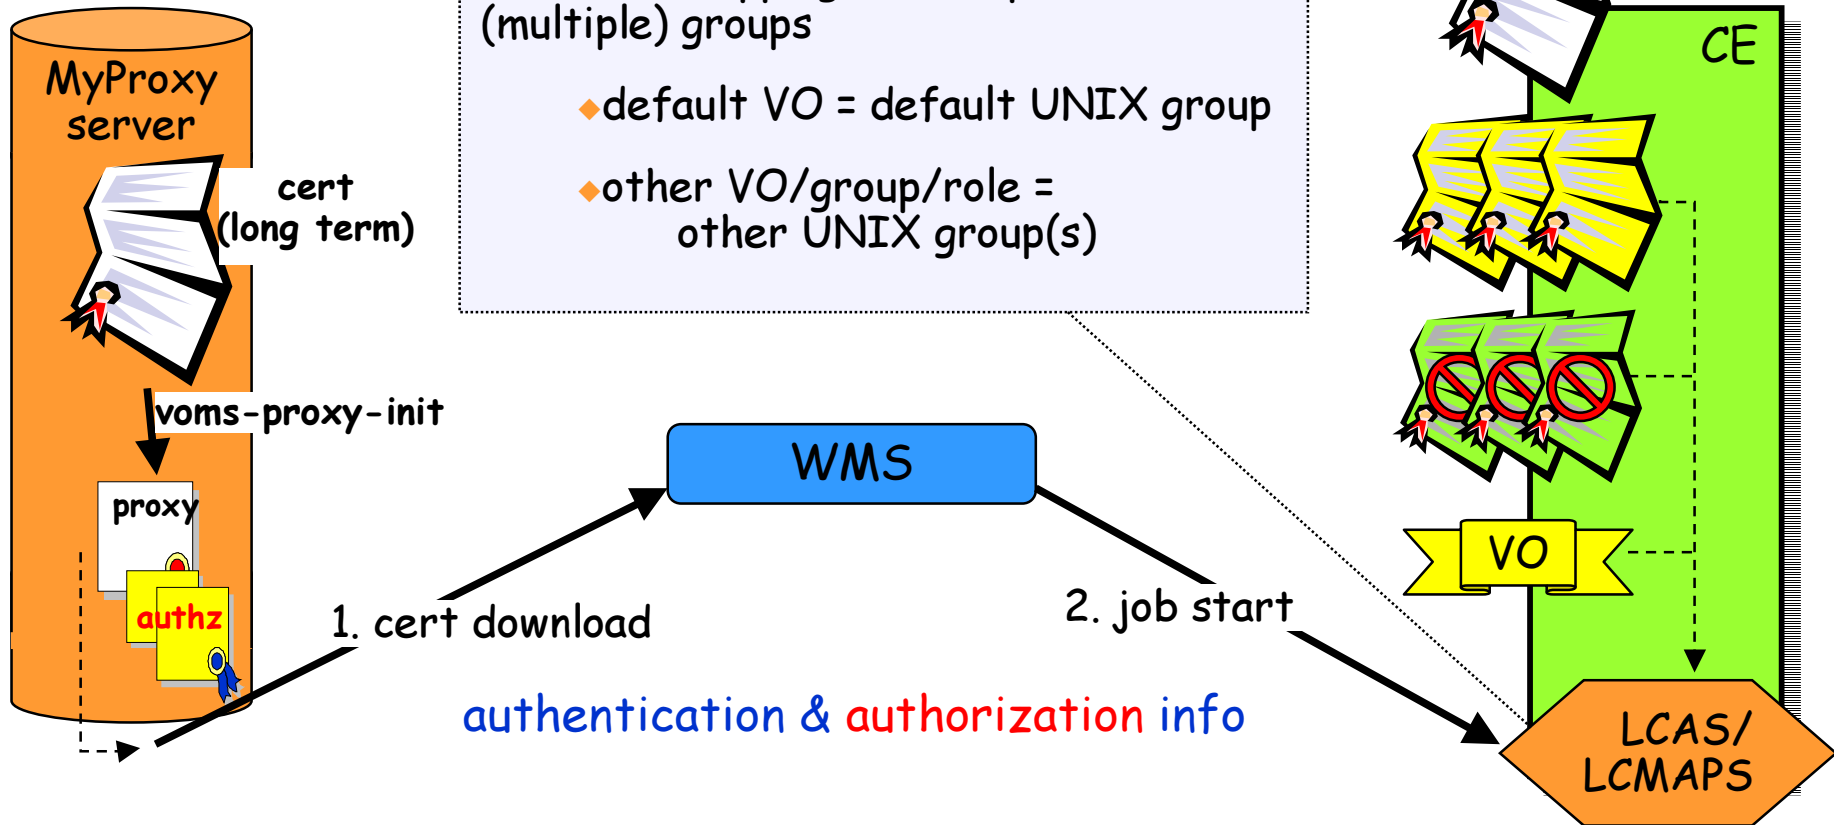 (multiple) groups
default VO = default UNIX group
other VO/group/role =
other UNIX group(s)
MyProxy
server
cert
(long term)
voms-proxy-init
proxy
authz
1. cert download
WMS
2. job start
authentication & authorization info
CE
VO
LCAS/
LCMAPS